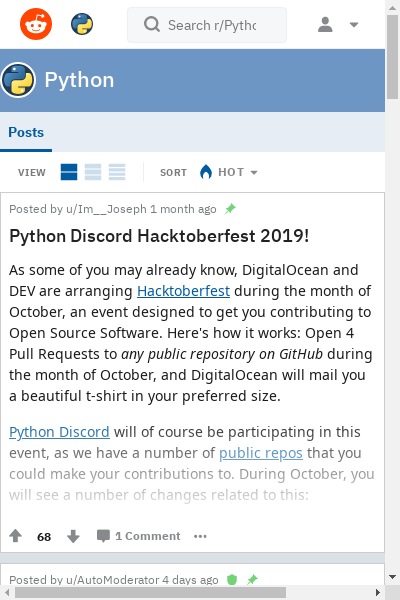 Search r/Pytho
Python
Posts
VIEW SORT HOT
Posted by u/Im__Joseph 1 month ago
Python Discord Hacktoberfest 2019!
As some of you may already know, DigitalOcean and
DEV are arranging Hacktoberfest during the month of
October, an event designed to get you contributing to
Open Source Software. Here's how it works: Open 4
Pull Requests to any public repository on GitHub during
the month of October, and DigitalOcean will mail you
a beautiful t-shirt in your preferred size.
Python Discord will of course be participating in this
event, as we have a number of public repos that you
could make your contributions to. During October, you
will see a number of changes related to this:
68 1 Comment
Posted by u/AutoModerator 4 days ago